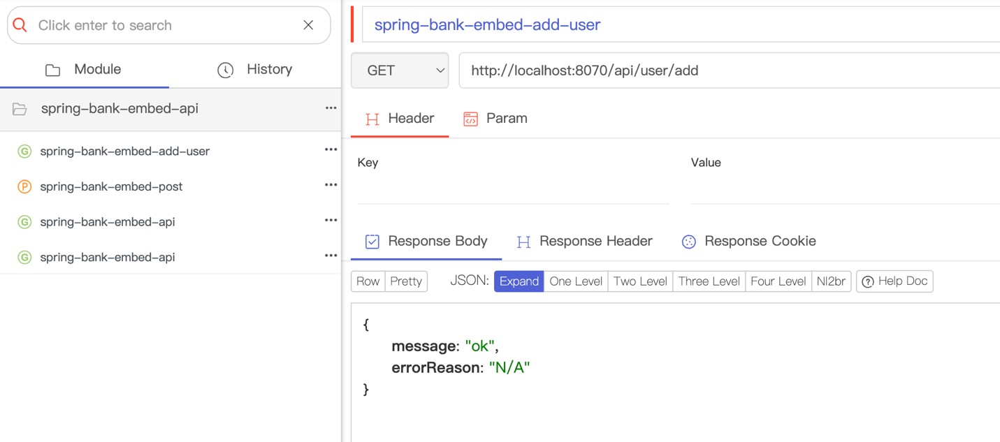 Click enter to search
Module
History
spring-bank-embed-api
G spring-bank-embed-add-user
P spring-bank-embed-post
G spring-bank-embed-api
G spring-bank-embed-api
spring-bank-embed-add-user
GET
http://localhost:8070/api/user/add
Header
Param
Key
Value
Response Body
Response Header
Response Cookie
Row Pretty JSON: Expand One Level Two Level Three Level Four Level Nl2br Help Doc
{
message: "ok",
errorReason: "N/A"
}